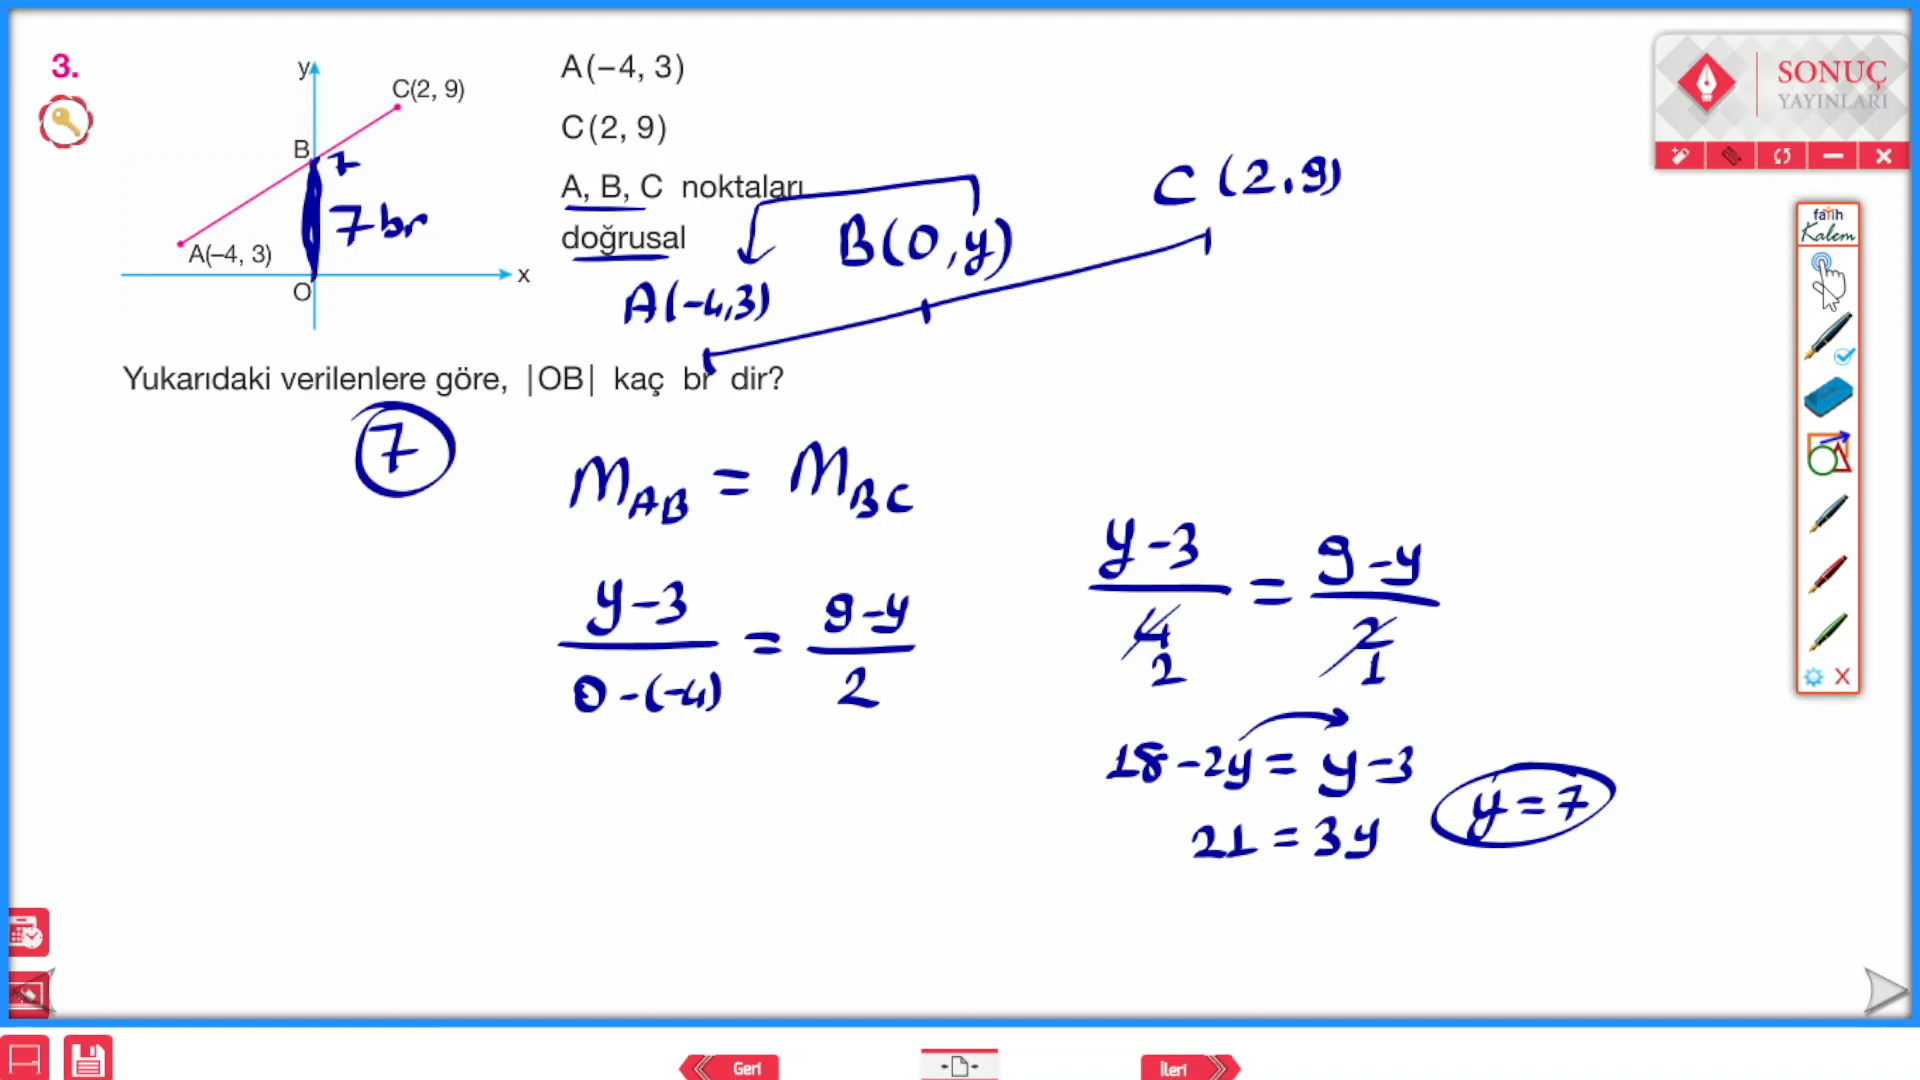 3.
y
C(2, 9)
B
7
7 br
A(–4, 3)
O
x
A(–4, 3)
C(2, 9)
A, B, C noktaları
doğrusal
A(-4,3)
B(0,y)
C (2,9)
Yukarıdaki verilenlere göre, |OB| kaç br dir?
7
m_AB = m_BC
y-3 / 0-(-4) = 9-y / 2
y-3 / 4 = 9-y / 2
2 1
18-2y = y-3
21 = 3y
y=7
SONUÇ
YAYINLARI
fatih
Kalem
X
Geri
İleri